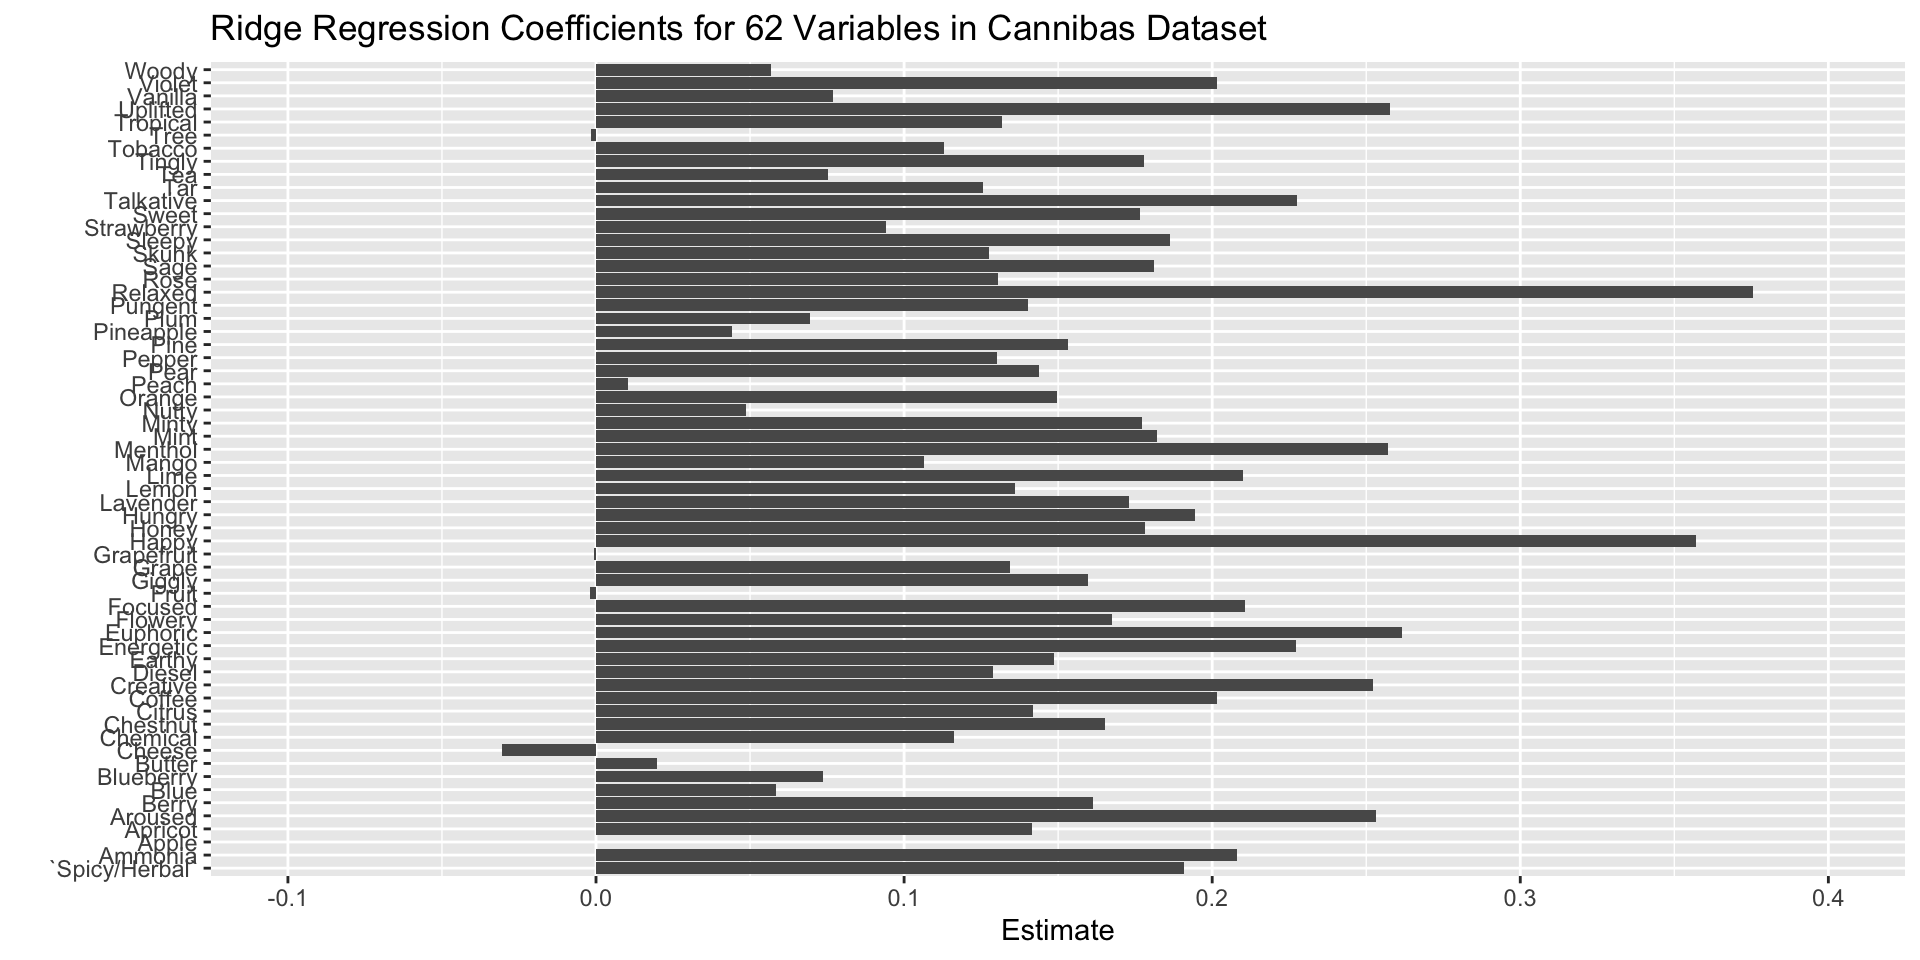 Ridge Regression Coefficients for 62 Variables in Cannibas Dataset
Woody
Violet
Vanilla
Uplifted
Tropical
Tree
Tobacco
Tingly
Tea
Tar
Talkative
Sweet
Strawberry
Sleepy
Skunk
Sage
Rose
Relaxed
Pungent
Plum
Pineapple
Pine
Pepper
Pear
Peach
Orange
Nutty
Minty
Mint
Menthol
Mango
Lime
Lemon
Lavender
Hungry
Honey
Happy
Grapefruit
Grape
Giggly
Fruit
Focused
Flowery
Euphoric
Energetic
Earthy
Diesel
Creative
Coffee
Citrus
Chestnut
Chemical
Cheese
Butter
Blueberry
Blue
Berry
Aroused
Apricot
Apple
Ammonia
`Spicy/Herbal`
-0.1 0.0 0.1 0.2 0.3 0.4
Estimate